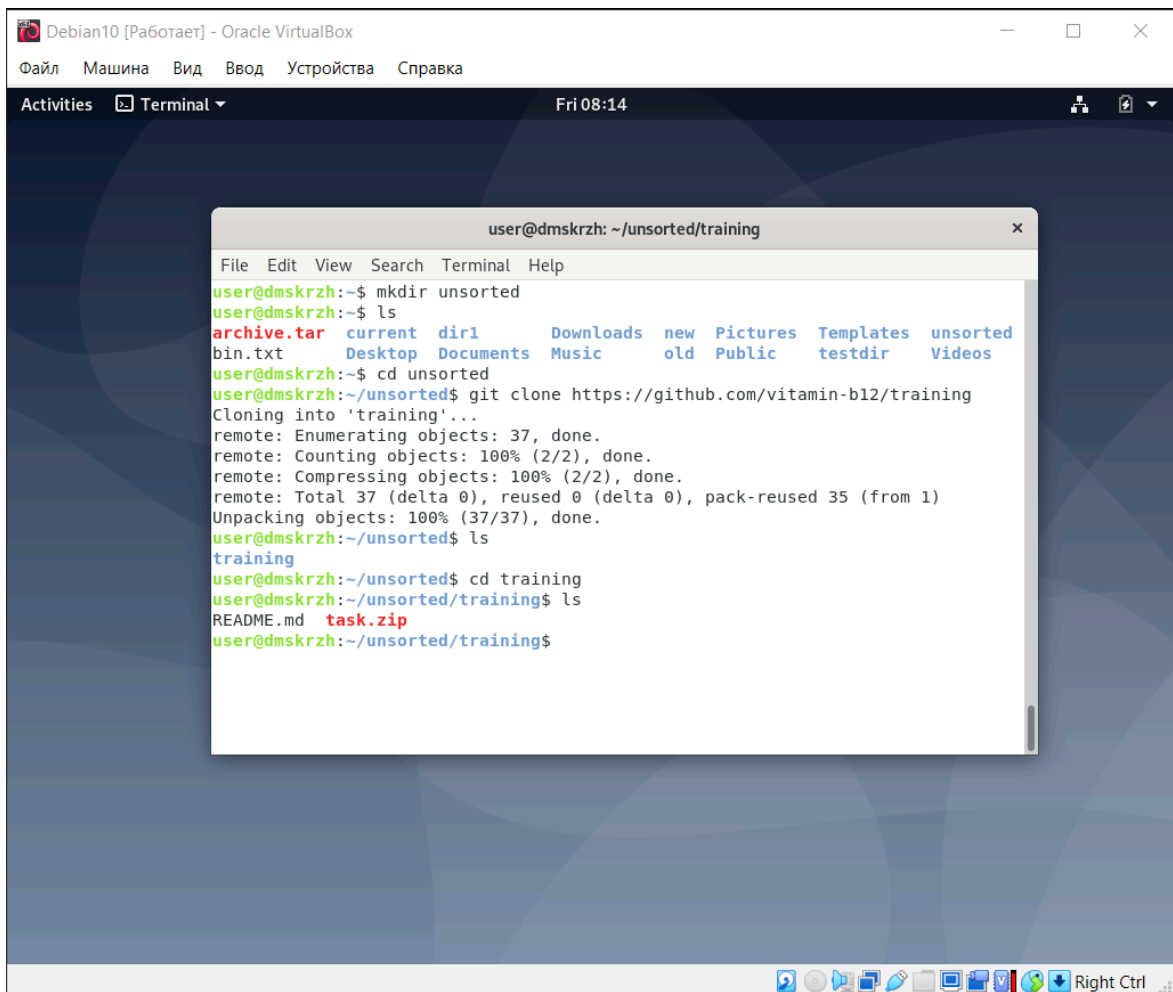 Debian10 [Работает] - Oracle VirtualBox
Файл Машина Вид Ввод Устройства Справка
Activities Terminal Fri 08:14
user@dmskrzh: ~/unsorted/training
File Edit View Search Terminal Help
user@dmskrzh:~$ mkdir unsorted
user@dmskrzh:~$ ls
archive.tar current dir1 Downloads new Pictures Templates unsorted
bin.txt Desktop Documents Music old Public testdir Videos
user@dmskrzh:~$ cd unsorted
user@dmskrzh:~/unsorted$ git clone https://github.com/vitamin-b12/training
Cloning into 'training'...
remote: Enumerating objects: 37, done.
remote: Counting objects: 100% (2/2), done.
remote: Compressing objects: 100% (2/2), done.
remote: Total 37 (delta 0), reused 0 (delta 0), pack-reused 35 (from 1)
Unpacking objects: 100% (37/37), done.
user@dmskrzh:~/unsorted$ ls
training
user@dmskrzh:~/unsorted$ cd training
user@dmskrzh:~/unsorted/training$ ls
README.md task.zip
user@dmskrzh:~/unsorted/training$
Right Ctrl